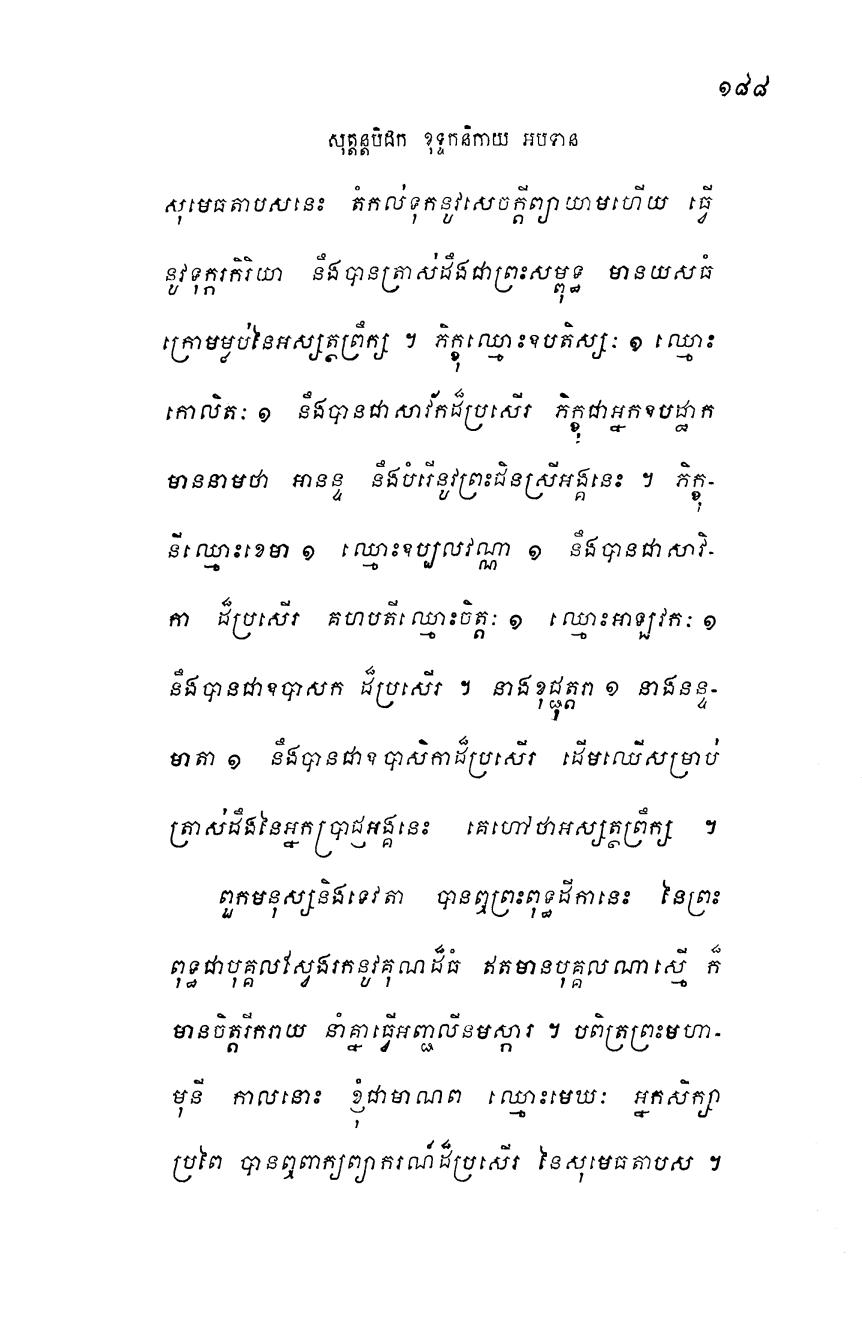 ១៨៨
សុត្តន្តបិដក ខុទ្ទកនិកាយ អបទាន
សុមេធតាបសនេះ តំកល់ទុកនូវសេចក្តីព្យាយាមហើយ ធ្វើ
នូវទុក្ករកិរិយា នឹងបានត្រាស់ដឹងជាព្រះសម្ពុទ្ធ មានយសធំ
ក្រោមម្លប់នៃអស្សត្ថព្រឹក្ស ។ ភិក្ខុឈ្មោះឧបតិស្សៈ ១ ឈ្មោះ
កោលិតៈ ១ នឹងបានជាសាវ័កដ៏ប្រសើរ ភិក្ខុជាអ្នកឧបដ្ឋាក
មាននាមថា អានន្ទ នឹងបំរើនូវព្រះជិនស្រីអង្គនេះ ។ ភិក្ខុ-
នីឈ្មោះខេមា ១ ឈ្មោះឧប្បលវណ្ណា ១ នឹងបានជាសាវិ-
កា ដ៏ប្រសើរ គហបតីឈ្មោះចិត្តៈ ១ ឈ្មោះអាឡវកៈ ១
នឹងបានជាឧបាសក ដ៏ប្រសើរ ។ នាងខុជ្ជុត្តរា ១ នាងនន្ទ-
មាតា ១ នឹងបានជាឧបាសិកាដ៏ប្រសើរ ដើមឈើសម្រាប់
ត្រាស់ដឹងនៃអ្នកប្រាជ្ញអង្គនេះ គេហៅថាអស្សត្ថព្រឹក្ស ។
ពួកមនុស្សនិងទេវតា បានឮព្រះពុទ្ធដីកានេះ នៃព្រះ
ពុទ្ធជាបុគ្គលស្វែងរកនូវគុណដ៏ធំ ឥតមានបុគ្គលណាស្មើ ក៏
មានចិត្តរីករាយ នាំគ្នាធ្វើអញ្ជលីនមស្ការ ។ បពិត្រព្រះមហា-
មុនី កាលនោះ ខ្ញុំជាមាណព ឈ្មោះមេឃៈ អ្នកសិក្សា
ប្រពៃ បានឮពាក្យព្យាករណ៍ដ៏ប្រសើរ នៃសុមេធតាបស ។